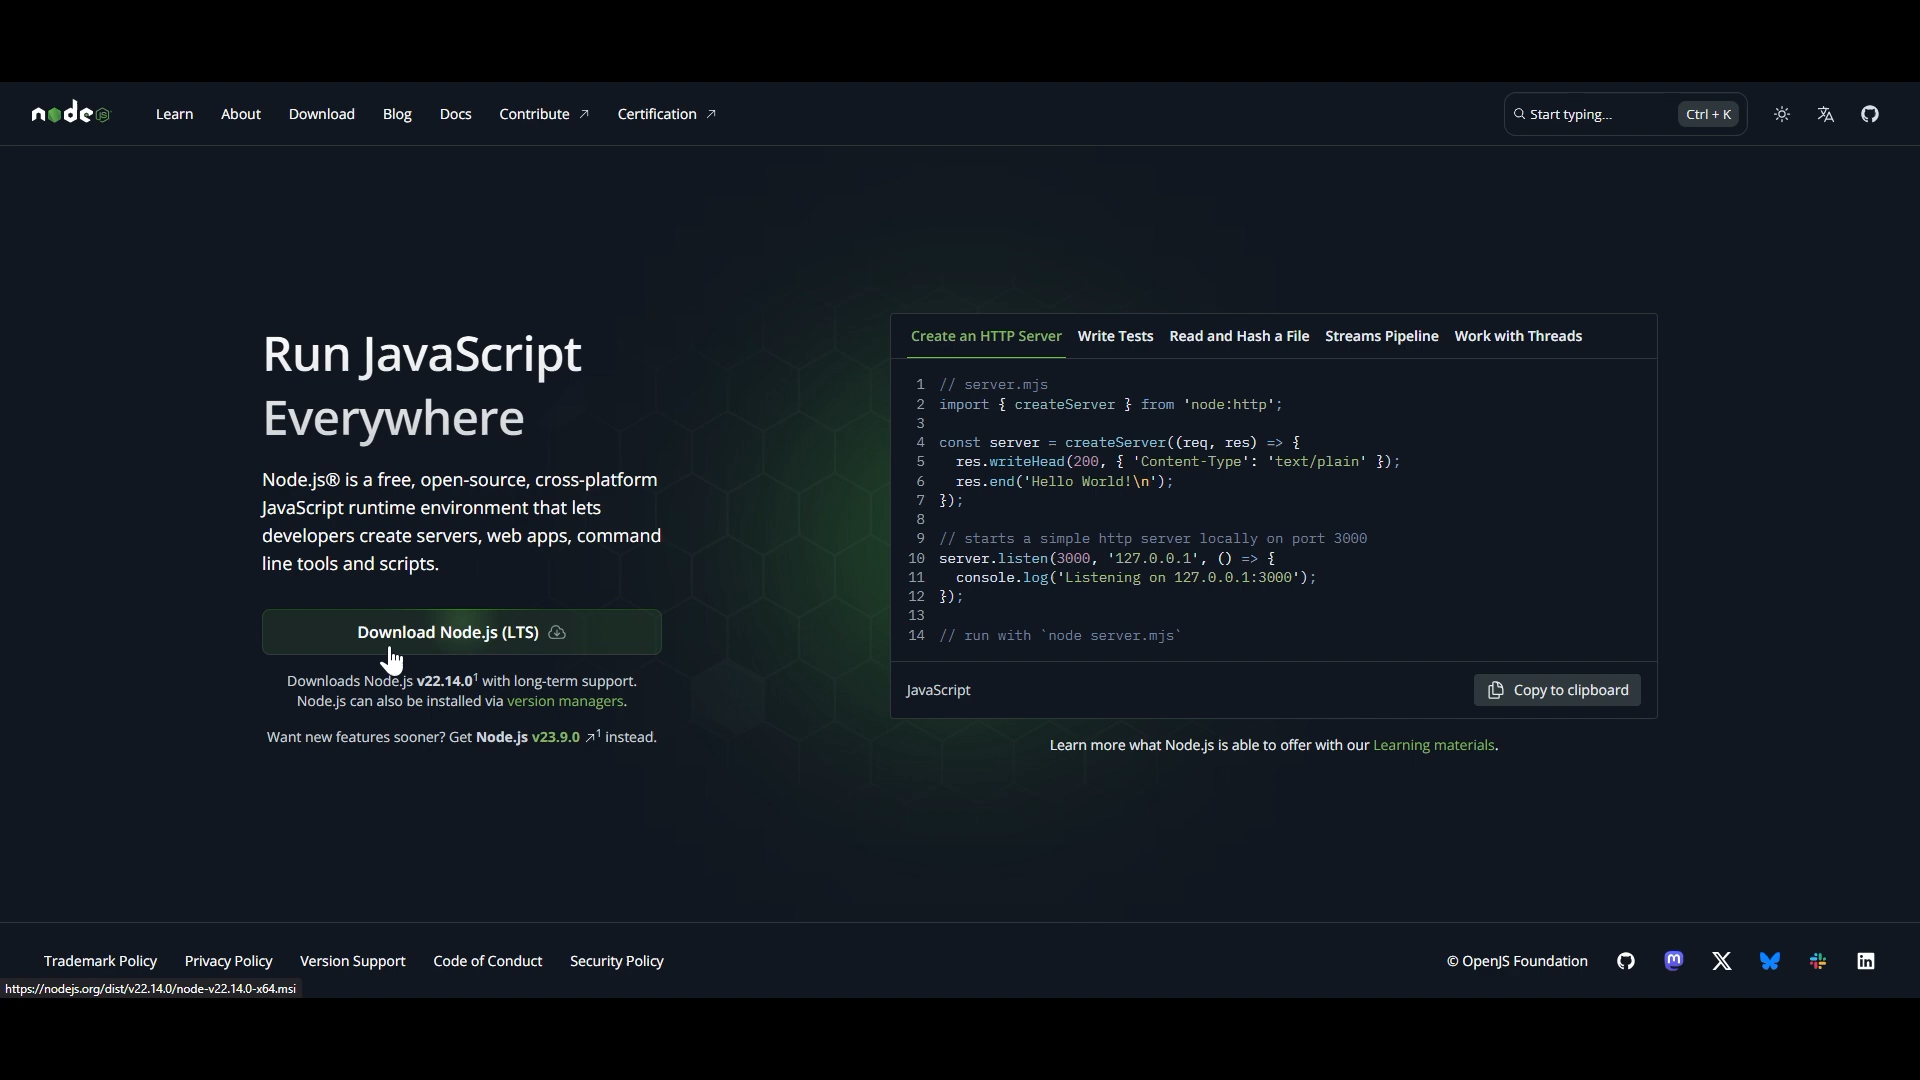 node JS
Learn About Download Blog Docs Contribute ↗ Certification ↗
Start typing... Ctrl + K
Run JavaScript
Everywhere
Node.js® is a free, open-source, cross-platform
JavaScript runtime environment that lets
developers create servers, web apps, command
line tools and scripts.
Download Node.js (LTS)
Downloads Node.js v22.14.0¹ with long-term support.
Node.js can also be installed via version managers.
Want new features sooner? Get Node.js v23.9.0 ↗¹ instead.
Create an HTTP Server Write Tests Read and Hash a File Streams Pipeline Work with Threads
1 // server.mjs
2 import { createServer } from 'node:http';
3
4 const server = createServer((req, res) => {
5   res.writeHead(200, { 'Content-Type': 'text/plain' });
6   res.end('Hello World!\n');
7 });
8
9 // starts a simple http server locally on port 3000
10 server.listen(3000, '127.0.0.1', () => {
11   console.log('Listening on 127.0.0.1:3000');
12 });
13
14 // run with `node server.mjs`
JavaScript Copy to clipboard
Learn more what Node.js is able to offer with our Learning materials.
Trademark Policy Privacy Policy Version Support Code of Conduct Security Policy © OpenJS Foundation
https://nodejs.org/dist/v22.14.0/node-v22.14.0-x64.msi